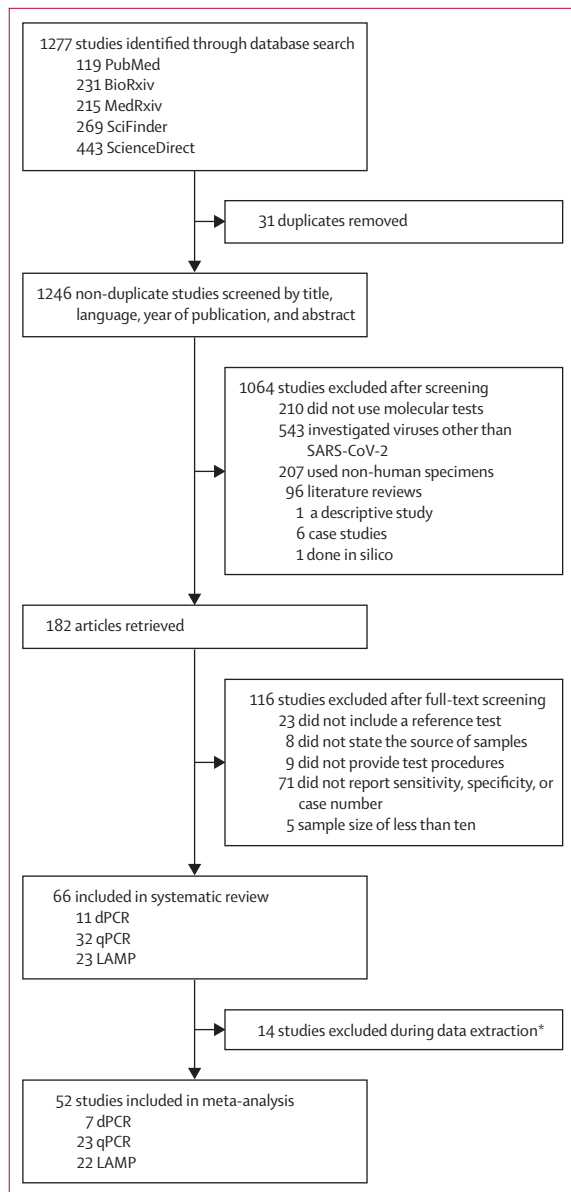 1277 studies identified through database search
119 PubMed
231 BioRxiv
215 MedRxiv
269 SciFinder
443 ScienceDirect
31 duplicates removed
1246 non-duplicate studies screened by title,
language, year of publication, and abstract
1064 studies excluded after screening
210 did not use molecular tests
543 investigated viruses other than
SARS-CoV-2
207 used non-human specimens
96 literature reviews
1 a descriptive study
6 case studies
1 done in silico
182 articles retrieved
116 studies excluded after full-text screening
23 did not include a reference test
8 did not state the source of samples
9 did not provide test procedures
71 did not report sensitivity, specificity, or
case number
5 sample size of less than ten
66 included in systematic review
11 dPCR
32 qPCR
23 LAMP
14 studies excluded during data extraction*
52 studies included in meta-analysis
7 dPCR
23 qPCR
22 LAMP